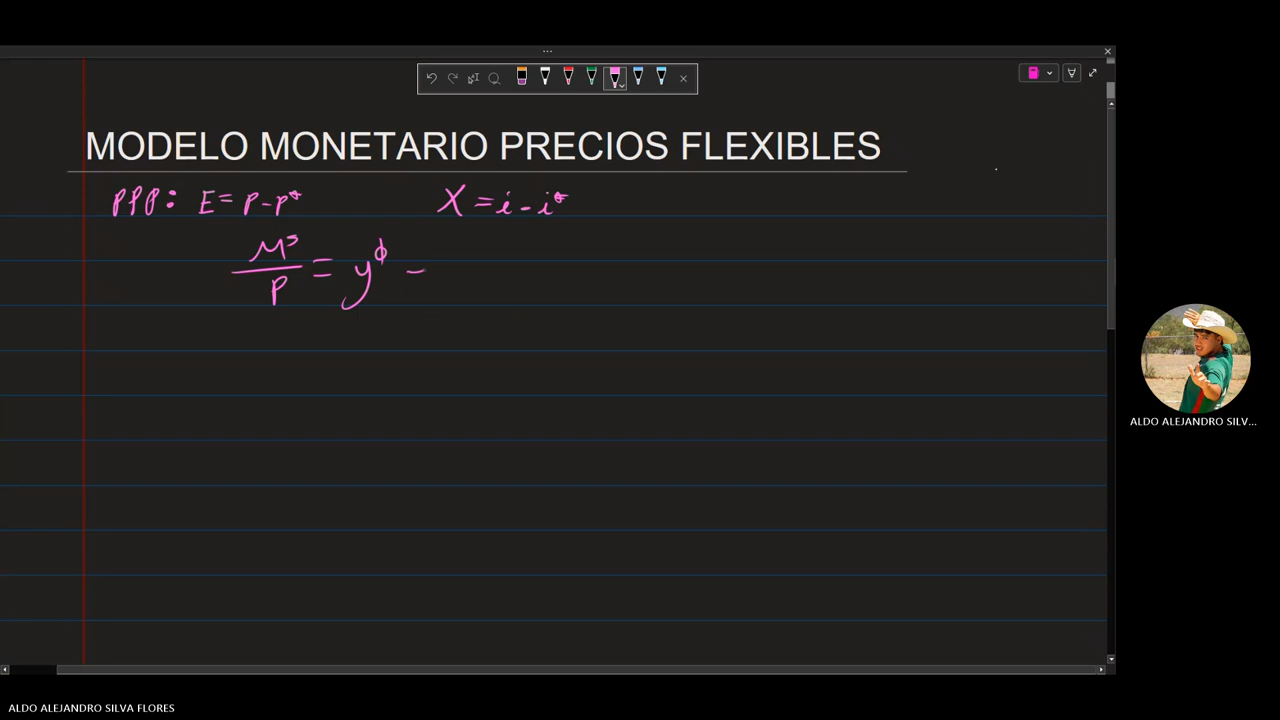 MODELO MONETARIO PRECIOS FLEXIBLES
PPP: E = P - P* X = i - i*
M^s / P = y^ϕ -
ALDO ALEJANDRO SILV...
ALDO ALEJANDRO SILVA FLORES